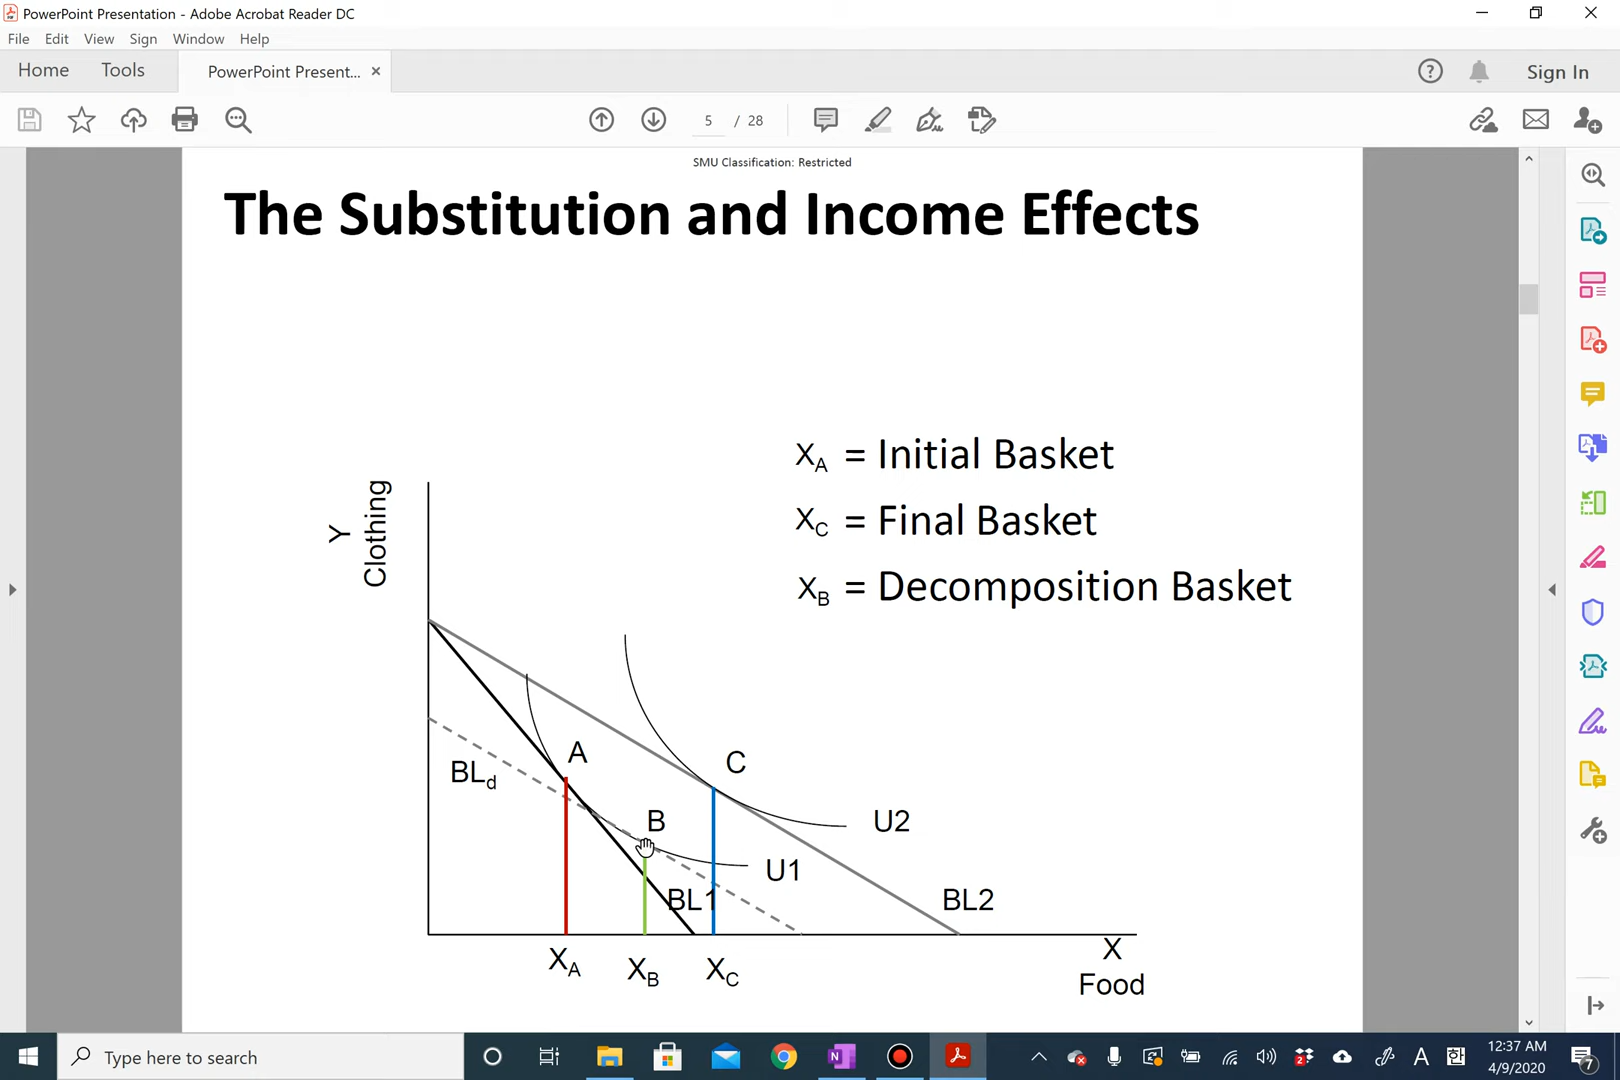 PowerPoint Presentation - Adobe Acrobat Reader DC
File Edit View Sign Window Help
Home Tools PowerPoint Present... × Sign In
5 / 28
SMU Classification: Restricted
The Substitution and Income Effects
XA = Initial Basket
XC = Final Basket
XB = Decomposition Basket
Y
Clothing
A
C
BLd
B
U2
U1
BL1
BL2
XA XB XC
X
Food
Type here to search
A 한
12:37 AM
4/9/2020
2
7
N